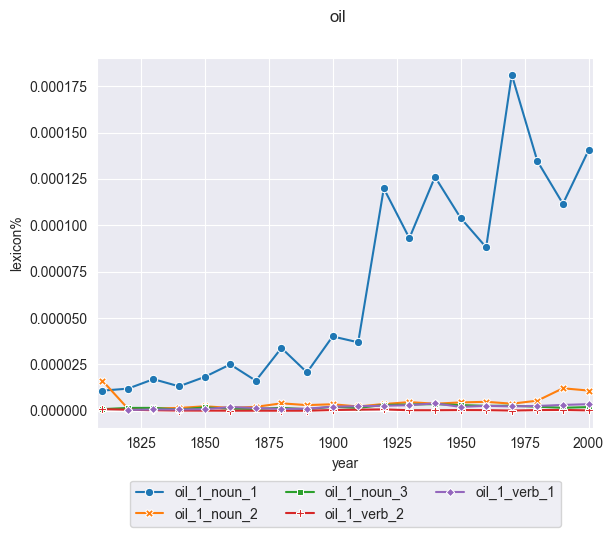 oil
0.000175
0.000150
0.000125
0.000100
0.000075
0.000050
0.000025
0.000000
lexicon%
1825 1850 1875 1900 1925 1950 1975 2000
year
oil_1_noun_1 oil_1_noun_3 oil_1_verb_1
oil_1_noun_2 oil_1_verb_2